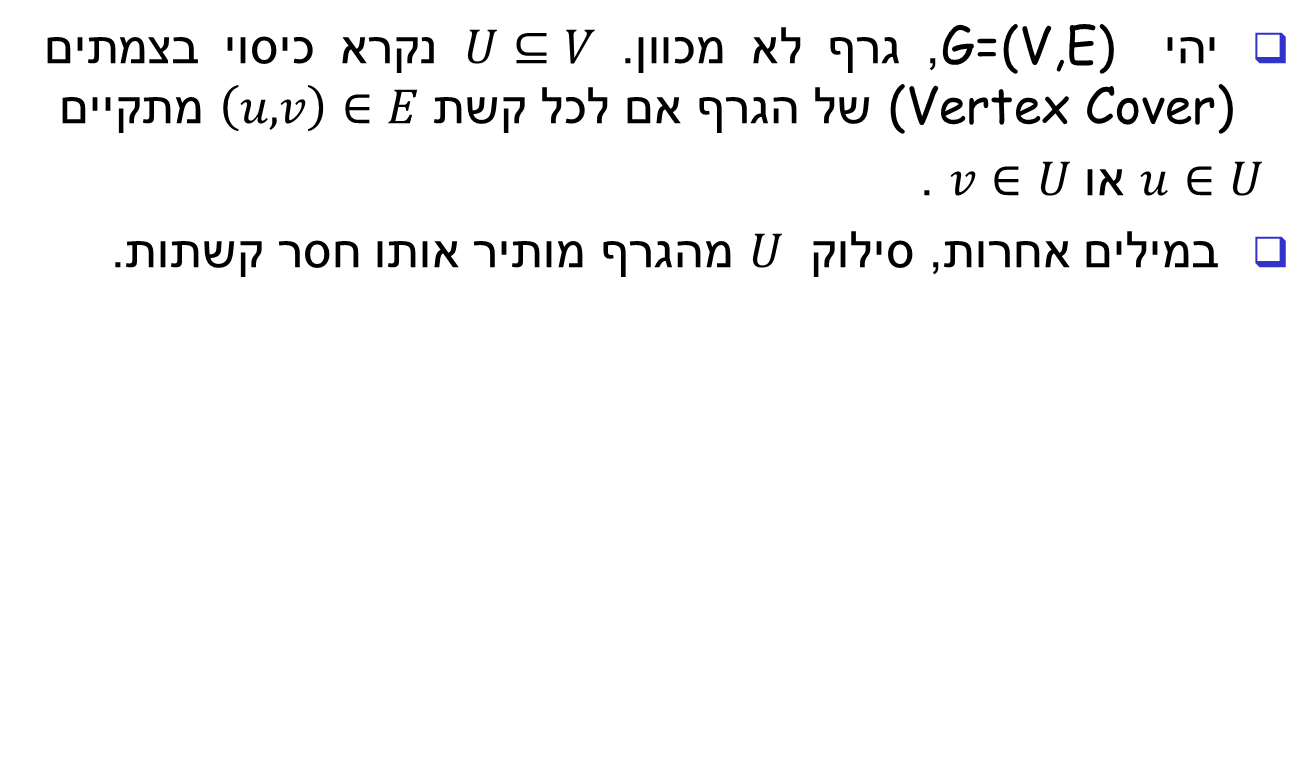 ❑ יהי G=(V,E), גרף לא מכוון. U ⊆ V נקרא כיסוי בצמתים
(Vertex Cover) של הגרף אם לכל קשת (u,v) ∈ E מתקיים
u ∈ U או v ∈ U .
❑ במילים אחרות, סילוק U מהגרף מותיר אותו חסר קשתות.